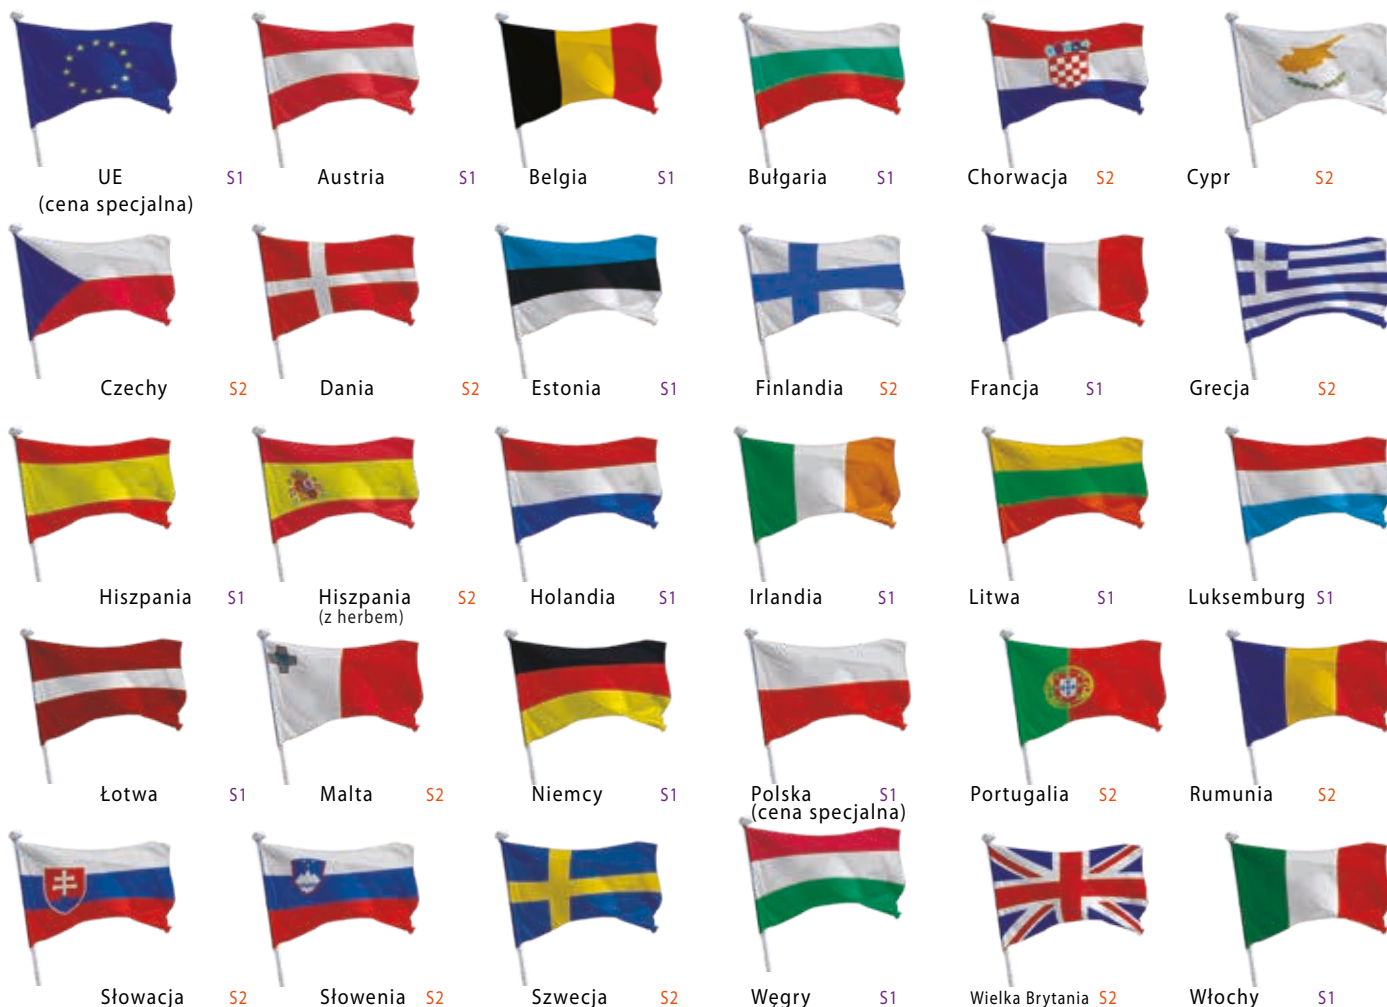 UE S1 Austria S1 Belgia S1 Bułgaria S1 Chorwacja S2 Cypr S2
(cena specjalna)
Czechy S2 Dania S2 Estonia S1 Finlandia S2 Francja S1 Grecja S2
Hiszpania S1 Hiszpania S2 Holandia S1 Irlandia S1 Litwa S1 Luksemburg S1
(z herbem)
Łotwa S1 Malta S2 Niemcy S1 Polska S1 Portugalia S2 Rumunia S2
(cena specjalna)
Słowacja S2 Słowenia S2 Szwecja S2 Węgry S1 Wielka Brytania S2 Włochy S1